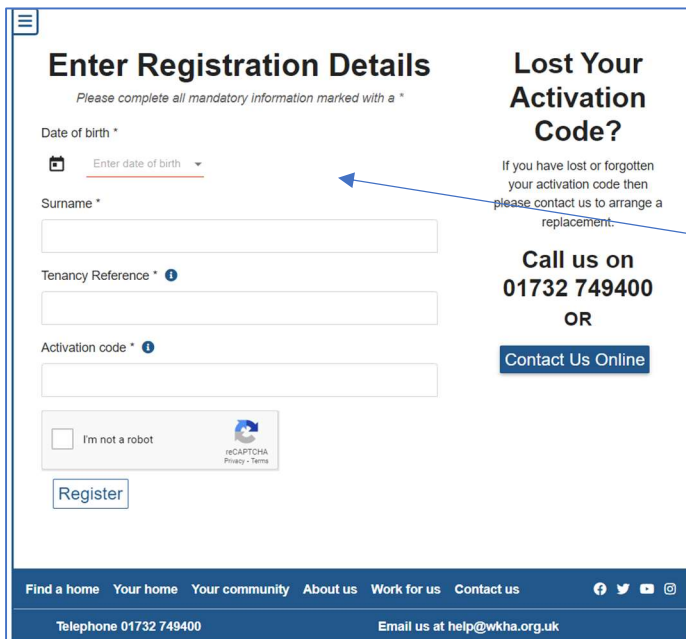 Enter Registration Details
Please complete all mandatory information marked with a *
Date of birth *
Enter date of birth
Surname *
Tenancy Reference *
Activation code *
I'm not a robot
reCAPTCHA
Privacy - Terms
Register
Lost Your
Activation
Code?
If you have lost or forgotten
your activation code then
please contact us to arrange a
replacement.
Call us on
01732 749400
OR
Contact Us Online
Find a home Your home Your community About us Work for us Contact us
Telephone 01732 749400 Email us at help@wkha.org.uk